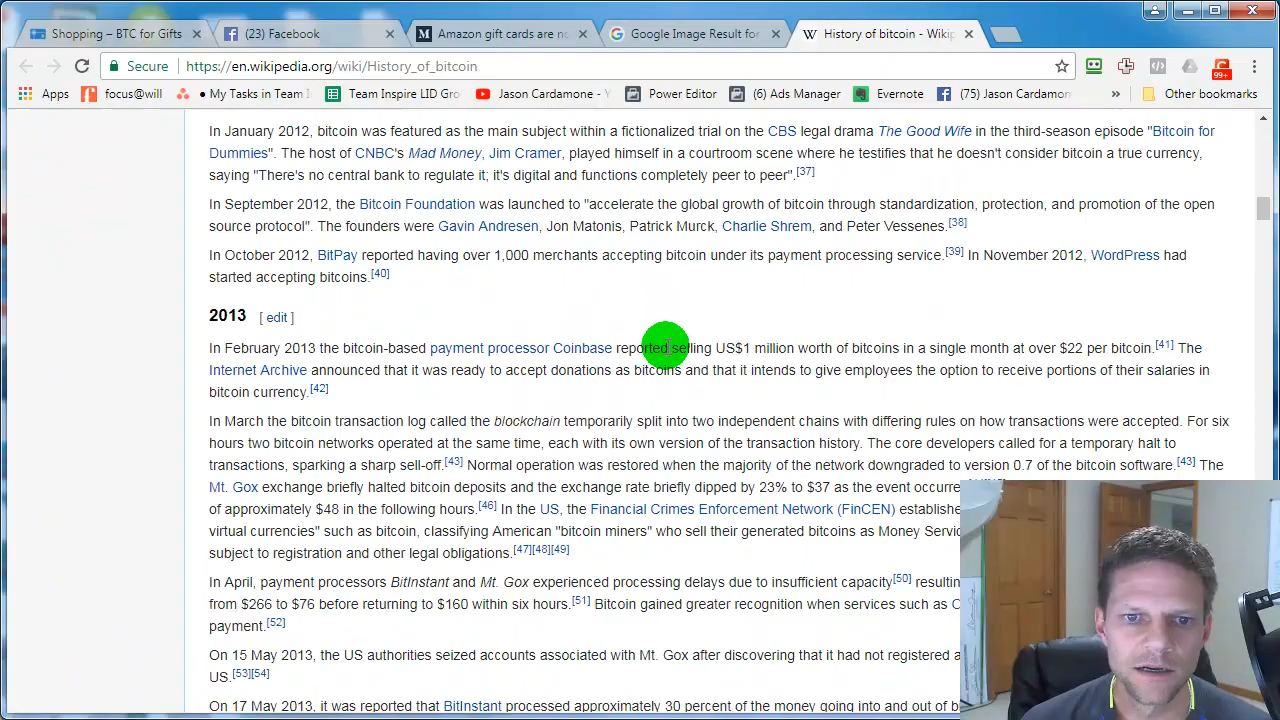 Shopping – BTC for Gifts
(23) Facebook
Amazon gift cards are n
Google Image Result for
History of bitcoin - Wikip
Secure
https://en.wikipedia.org/wiki/History_of_bitcoin
Apps
focus@will
My Tasks in Team I
Team Inspire LID Gro
Jason Cardamone - Y
Power Editor
(6) Ads Manager
Evernote
(75) Jason Cardamon
»
Other bookmarks
99+
In January 2012, bitcoin was featured as the main subject within a fictionalized trial on the CBS legal drama The Good Wife in the third-season episode "Bitcoin for
Dummies". The host of CNBC's Mad Money, Jim Cramer, played himself in a courtroom scene where he testifies that he doesn't consider bitcoin a true currency,
saying "There's no central bank to regulate it; it's digital and functions completely peer to peer".[37]
In September 2012, the Bitcoin Foundation was launched to "accelerate the global growth of bitcoin through standardization, protection, and promotion of the open
source protocol". The founders were Gavin Andresen, Jon Matonis, Patrick Murck, Charlie Shrem, and Peter Vessenes.[38]
In October 2012, BitPay reported having over 1,000 merchants accepting bitcoin under its payment processing service.[39] In November 2012, WordPress had
started accepting bitcoins.[40]
2013 [ edit ]
In February 2013 the bitcoin-based payment processor Coinbase reported selling US$1 million worth of bitcoins in a single month at over $22 per bitcoin.[41] The
Internet Archive announced that it was ready to accept donations as bitcoins and that it intends to give employees the option to receive portions of their salaries in
bitcoin currency.[42]
In March the bitcoin transaction log called the blockchain temporarily split into two independent chains with differing rules on how transactions were accepted. For six
hours two bitcoin networks operated at the same time, each with its own version of the transaction history. The core developers called for a temporary halt to
transactions, sparking a sharp sell-off.[43] Normal operation was restored when the majority of the network downgraded to version 0.7 of the bitcoin software.[43] The
Mt. Gox exchange briefly halted bitcoin deposits and the exchange rate briefly dipped by 23% to $37 as the event occurre
of approximately $48 in the following hours.[46] In the US, the Financial Crimes Enforcement Network (FinCEN) establishe
virtual currencies" such as bitcoin, classifying American "bitcoin miners" who sell their generated bitcoins as Money Servi
subject to registration and other legal obligations.[47][48][49]
In April, payment processors BitInstant and Mt. Gox experienced processing delays due to insufficient capacity[50] resultin
from $266 to $76 before returning to $160 within six hours.[51] Bitcoin gained greater recognition when services such as O
payment.[52]
On 15 May 2013, the US authorities seized accounts associated with Mt. Gox after discovering that it had not registered a
US.[53][54]
On 17 May 2013, it was reported that BitInstant processed approximately 30 percent of the money going into and out of b